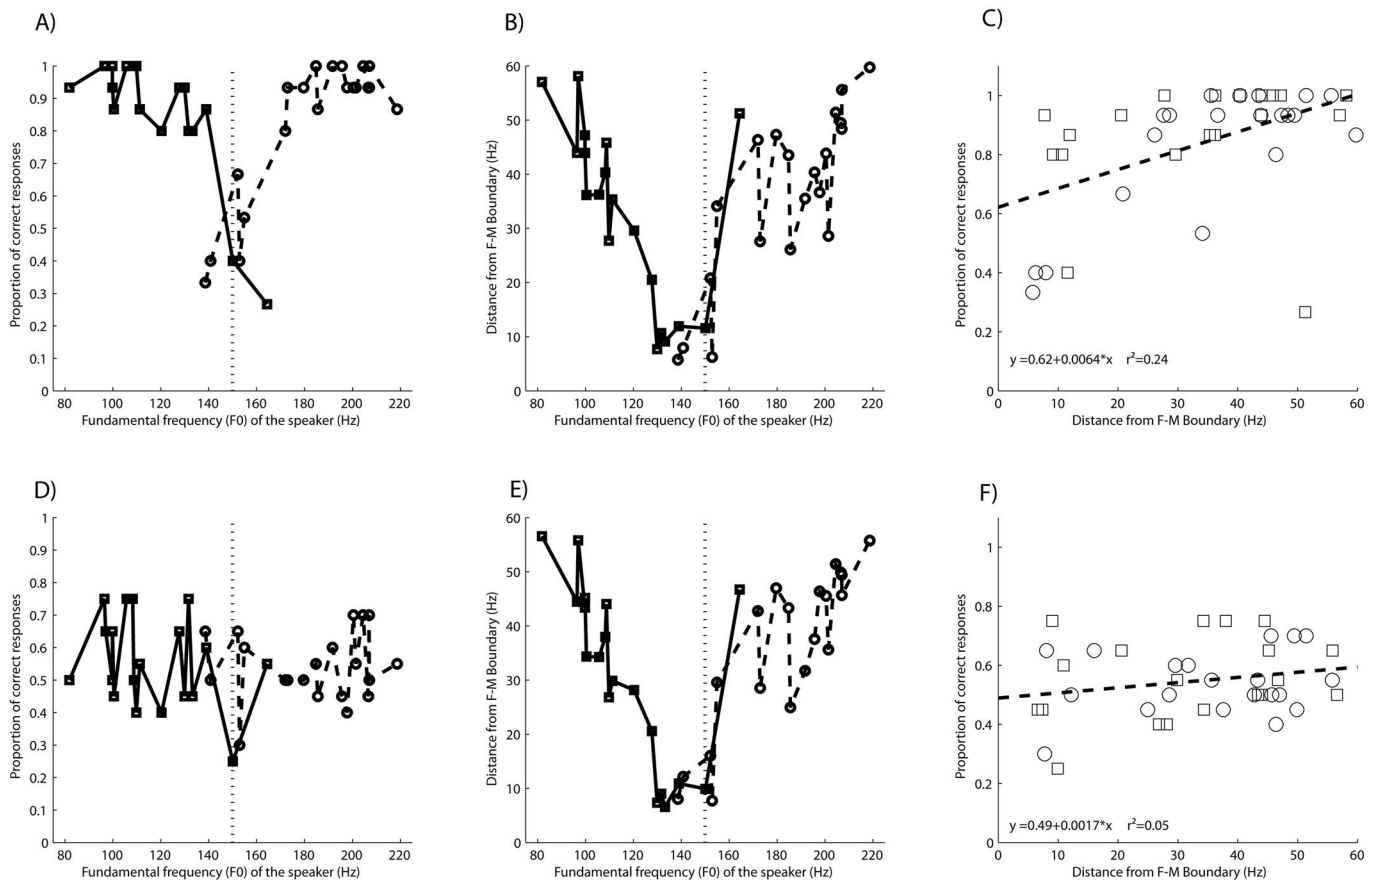 A)
Proportion of correct responses
1
0.9
0.8
0.7
0.6
0.5
0.4
0.3
0.2
0.1
0
80 100 120 140 160 180 200 220
Fundamental frequency (F0) of the speaker (Hz)
B)
Distance from F-M Boundary (Hz)
60
50
40
30
20
10
0
80 100 120 140 160 180 200 220
Fundamental frequency (F0) of the speaker (Hz)
C)
Proportion of correct responses
1
0.8
0.6
0.4
0.2
0
y =0.62+0.0064*x r²=0.24
0 10 20 30 40 50 60
Distance from F-M Boundary (Hz)
D)
Proportion of correct responses
1
0.9
0.8
0.7
0.6
0.5
0.4
0.3
0.2
0.1
0
80 100 120 140 160 180 200 220
Fundamental frequency (F0) of the speaker (Hz)
E)
Distance from F-M Boundary (Hz)
60
50
40
30
20
10
0
80 100 120 140 160 180 200 220
Fundamental frequency (F0) of the speaker (Hz)
F)
Proportion of correct responses
1
0.8
0.6
0.4
0.2
0
y =0.49+0.0017*x r²=0.05
0 10 20 30 40 50 60
Distance from F-M Boundary (Hz)